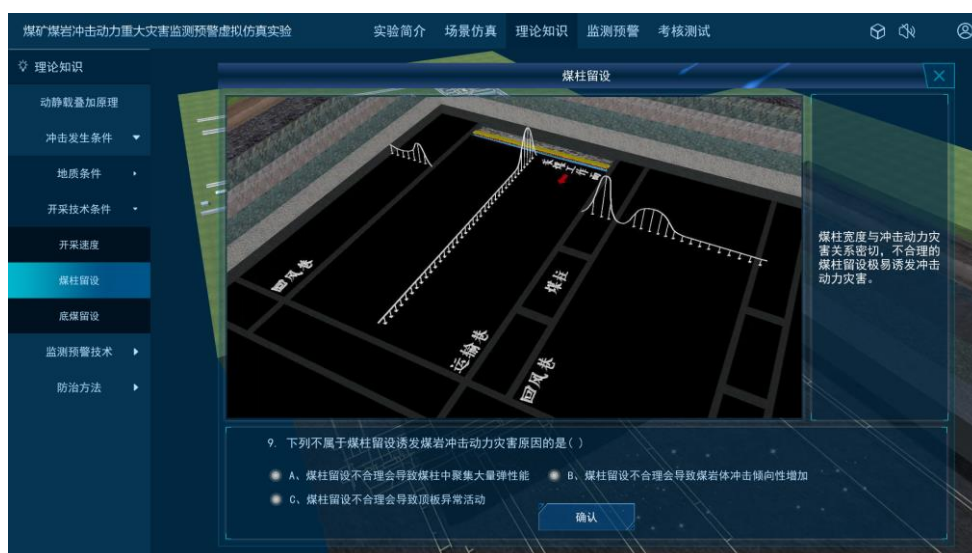 煤矿煤岩冲击动力重大灾害监测预警虚拟仿真实验
实验简介 场景仿真 理论知识 监测预警 考核测试
理论知识
动静载叠加原理
冲击发生条件
地质条件
开采技术条件
开采速度
煤柱留设
底煤留设
监测预警技术
防治方法
煤柱留设
采煤工作面
回风巷
煤柱
运输巷
回风巷
煤柱宽度与冲击动力灾
害关系密切，不合理的
煤柱留设极易诱发冲击
动力灾害。
9. 下列不属于煤柱留设诱发煤岩冲击动力灾害原因的是( )
A、煤柱留设不合理会导致煤柱中聚集大量弹性能 B、煤柱留设不合理会导致煤岩体冲击倾向性增加
C、煤柱留设不合理会导致顶板异常活动
确认